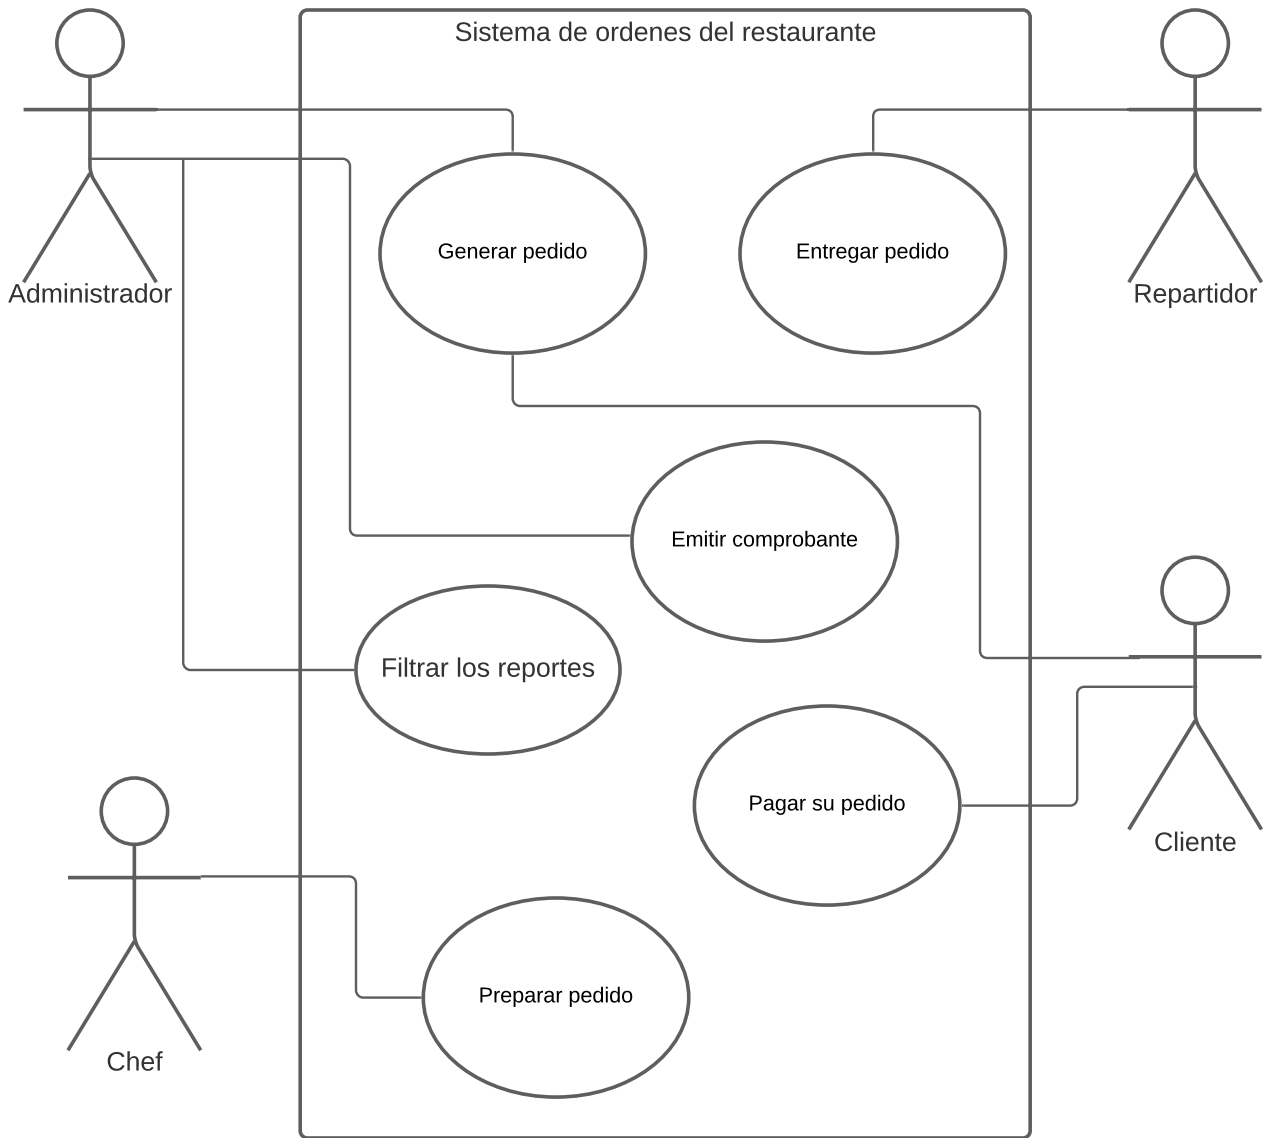 Sistema de ordenes del restaurante
Generar pedido
Entregar pedido
Administrador
Repartidor
Emitir comprobante
Filtrar los reportes
Pagar su pedido
Cliente
Preparar pedido
Chef